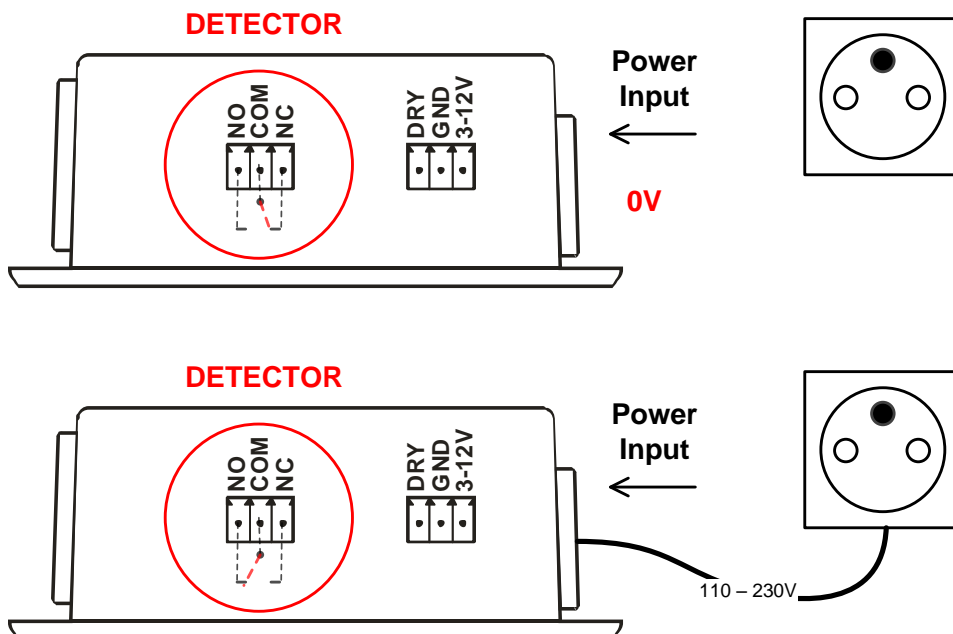 DETECTOR
Power
Input
NO
COM
NC
DRY
GND
3-12V
0V
DETECTOR
Power
Input
NO
COM
NC
DRY
GND
3-12V
110 – 230V